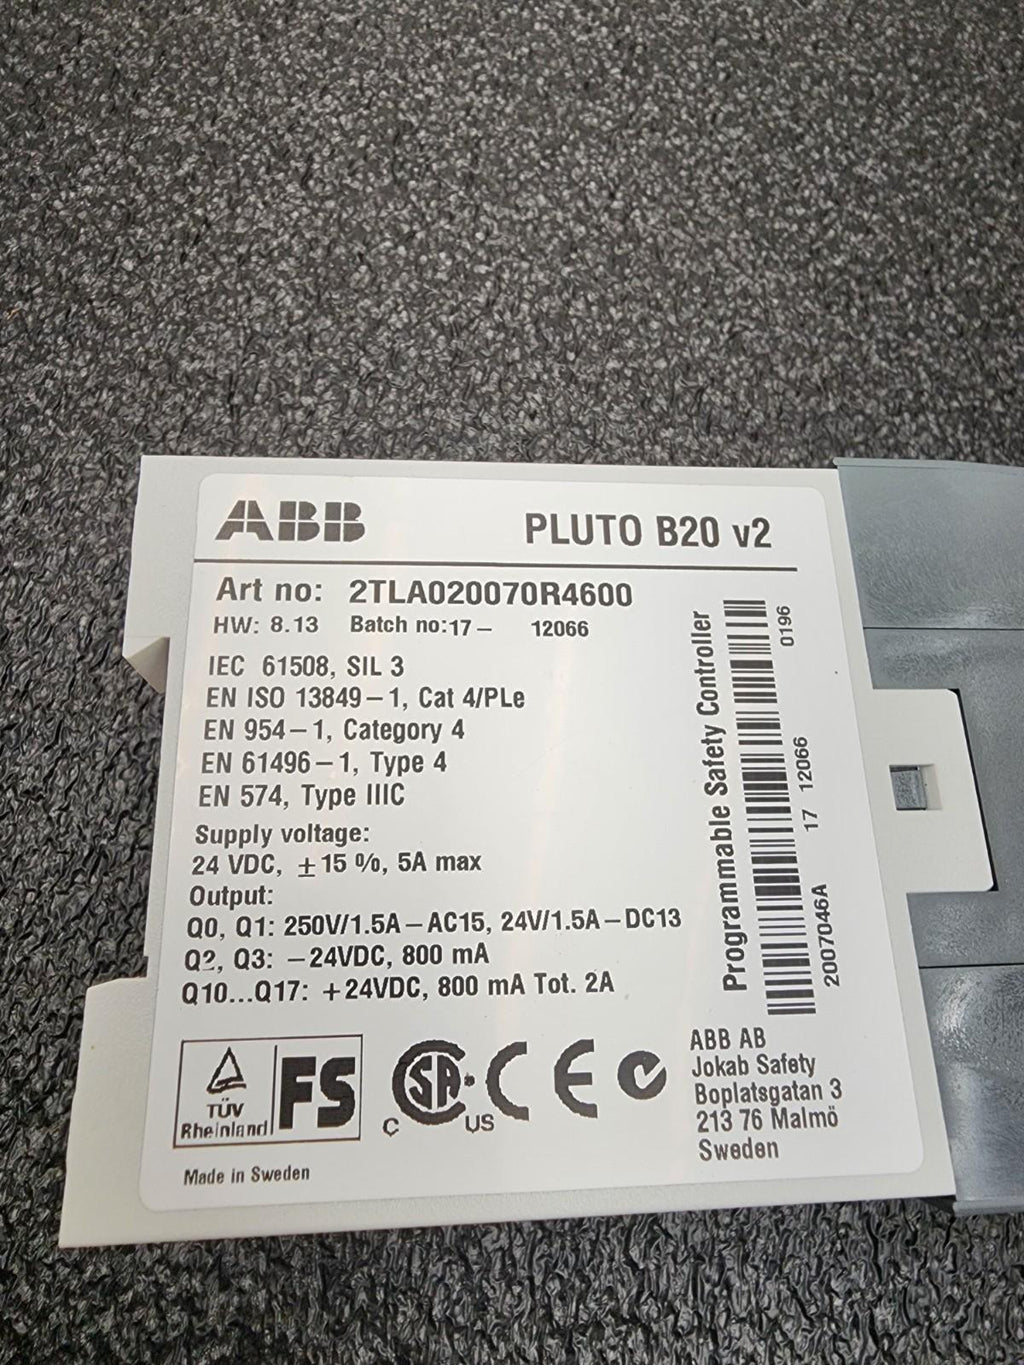 ABB
PLUTO B20 v2
Art no: 2TLA020070R4600
HW: 8.13 Batch no:17- 12066
IEC 61508, SIL 3
EN ISO 13849-1, Cat 4/PLe
EN 954-1, Category 4
EN 61496-1, Type 4
EN 574, Type IIIC
Supply voltage:
24 VDC, ±15 %, 5A max
Output:
Q0, Q1: 250V/1.5A-AC15, 24V/1.5A-DC13
Q2, Q3: -24VDC, 800 mA
Q10...Q17: +24VDC, 800 mA Tot. 2A
Programmable Safety Controller
2007046A 17 12066 0196
TÜV
Rheinland
FS
C SA US
CE
ABB AB
Jokab Safety
Boplatsgatan 3
213 76 Malmö
Sweden
Made in Sweden